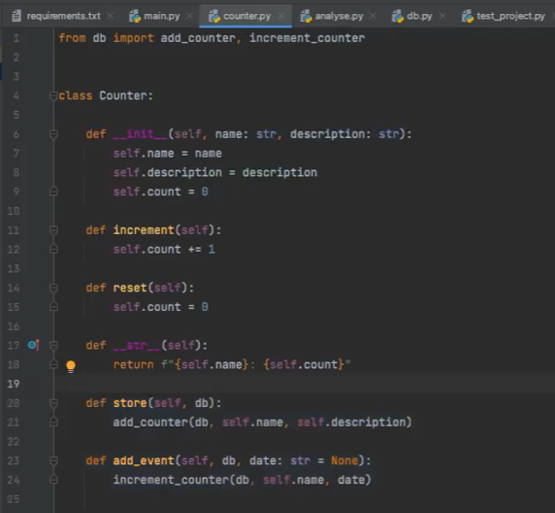 requirements.txt main.py counter.py analyse.py db.py test_project.py
1 from db import add_counter, increment_counter
2
3
4 class Counter:
5
6 def __init__(self, name: str, description: str):
7 self.name = name
8 self.description = description
9 self.count = 0
10
11 def increment(self):
12 self.count += 1
13
14 def reset(self):
15 self.count = 0
16
17 def __str__(self):
18 return f"{self.name}: {self.count}"
19
20 def store(self, db):
21 add_counter(db, self.name, self.description)
22
23 def add_event(self, db, date: str = None):
24 increment_counter(db, self.name, date)
25